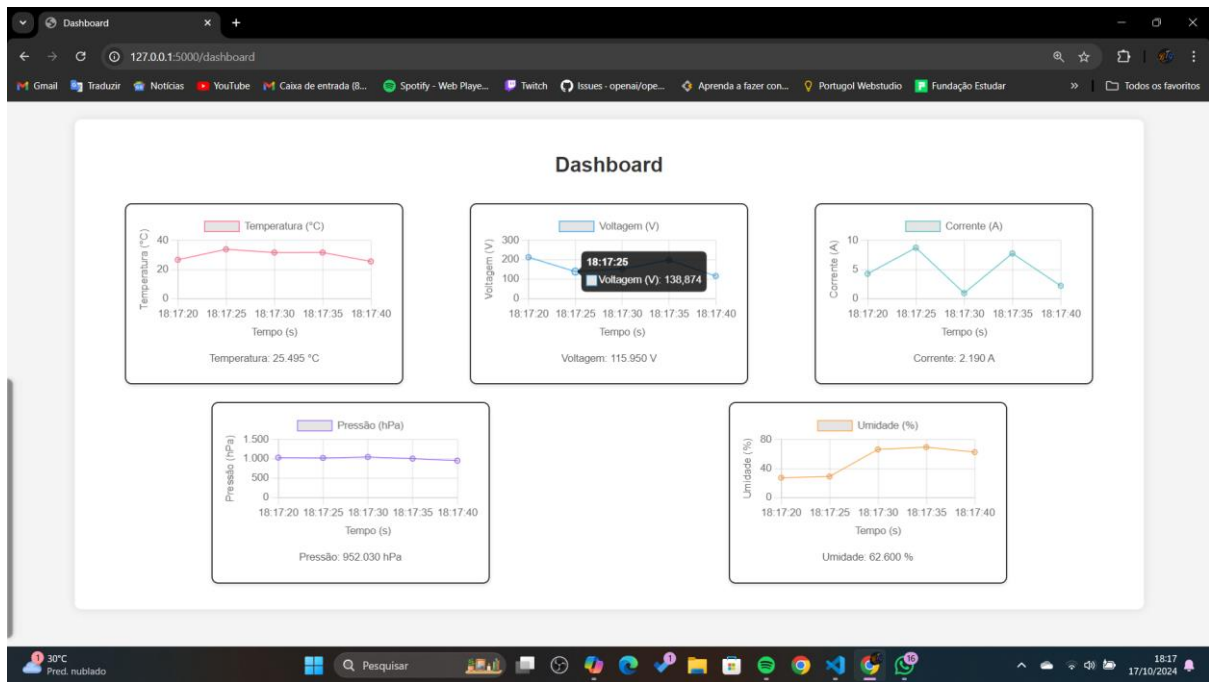 Dashboard
127.0.0.1:5000/dashboard
Gmail Traduzir Notícias YouTube Caixa de entrada (8... Spotify - Web Playe... Twitch Issues · openai/ope... Aprenda a fazer con... Portugol Webstudio Fundação Estudar » Todos os favoritos
Dashboard
Temperatura (°C)
Temperatura (°C)
40
20
0
18:17:20 18:17:25 18:17:30 18:17:35 18:17:40
Tempo (s)
Temperatura: 25.495 °C
Voltagem (V)
Voltagem (V)
300
200
100
0
18:17:25
Voltagem (V): 138,874
18:17:20 18:17:25 18:17:30 18:17:35 18:17:40
Tempo (s)
Voltagem: 115.950 V
Corrente (A)
Corrente (A)
10
5
0
18:17:20 18:17:25 18:17:30 18:17:35 18:17:40
Tempo (s)
Corrente: 2.190 A
Pressão (hPa)
Pressão (hPa)
1.500
1.000
500
0
18:17:20 18:17:25 18:17:30 18:17:35 18:17:40
Tempo (s)
Pressão: 952.030 hPa
Umidade (%)
Umidade (%)
80
40
0
18:17:20 18:17:25 18:17:30 18:17:35 18:17:40
Tempo (s)
Umidade: 62.600 %
1
30°C
Pred. nublado
Pesquisar
1
16
18:17
17/10/2024